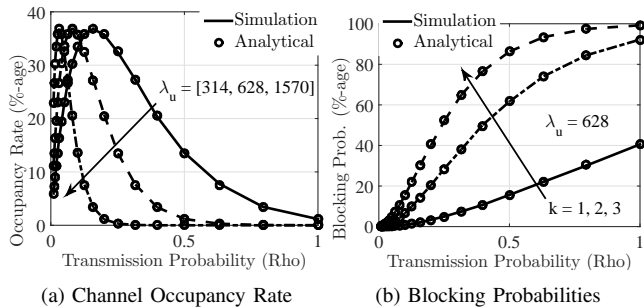 Occupancy Rate (%-age)
40
30
20
10
0
0
0.5
1
Transmission Probability (Rho)
Simulation
Analytical
λu = [314, 628, 1570]
(a) Channel Occupancy Rate
Blocking Prob. (%-age)
100
80
60
40
20
0
0
0.5
1
Transmission Probability (Rho)
Simulation
Analytical
λu = 628
k = 1, 2, 3
(b) Blocking Probabilities